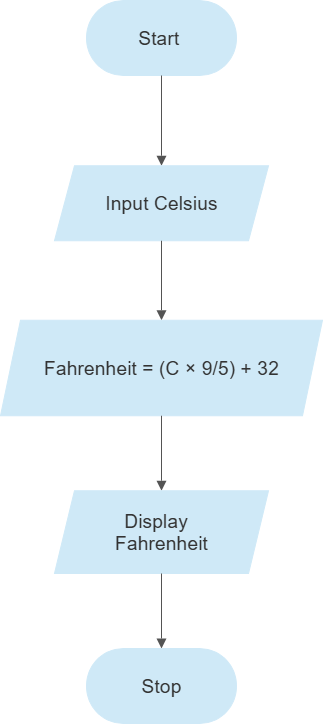 Start
Input Celsius
Fahrenheit = (C × 9/5) + 32
Display
Fahrenheit
Stop